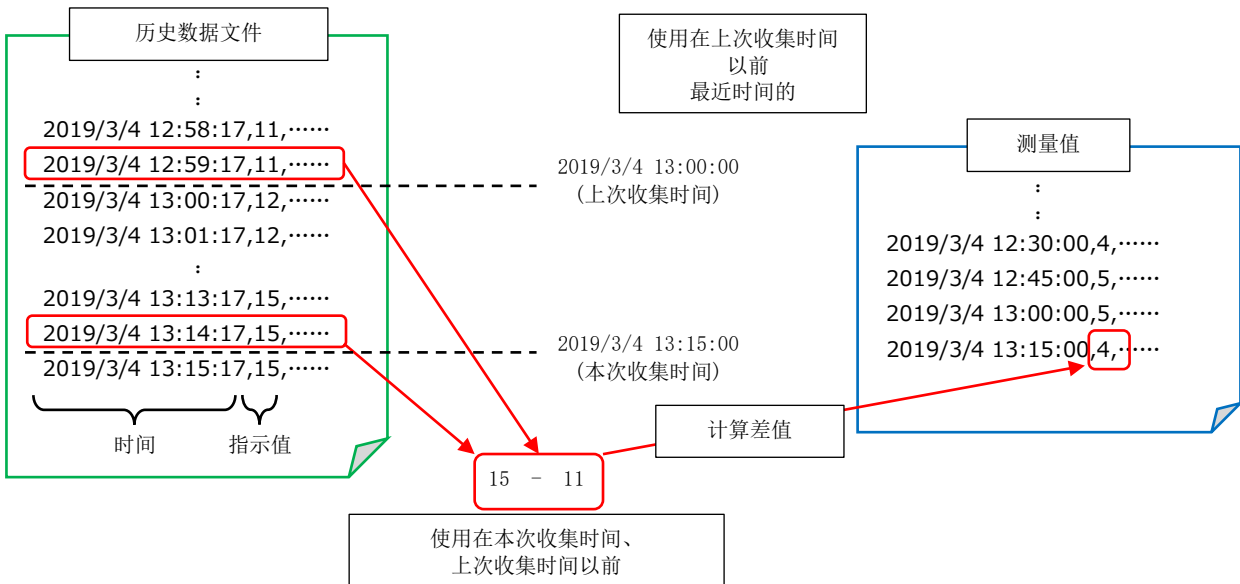 历史数据文件
:
:
2019/3/4 12:58:17,11,……
2019/3/4 12:59:17,11,……
2019/3/4 13:00:17,12,……
2019/3/4 13:01:17,12,……
:
2019/3/4 13:13:17,15,……
2019/3/4 13:14:17,15,……
2019/3/4 13:15:17,15,……
时间
指示值
使用在上次收集时间
以前
最近时间的
2019/3/4 13:00:00
(上次收集时间)
2019/3/4 13:15:00
(本次收集时间)
15 - 11
使用在本次收集时间、
上次收集时间以前
计算差值
测量值
:
:
2019/3/4 12:30:00,4,……
2019/3/4 12:45:00,5,……
2019/3/4 13:00:00,5,……
2019/3/4 13:15:00,4,……